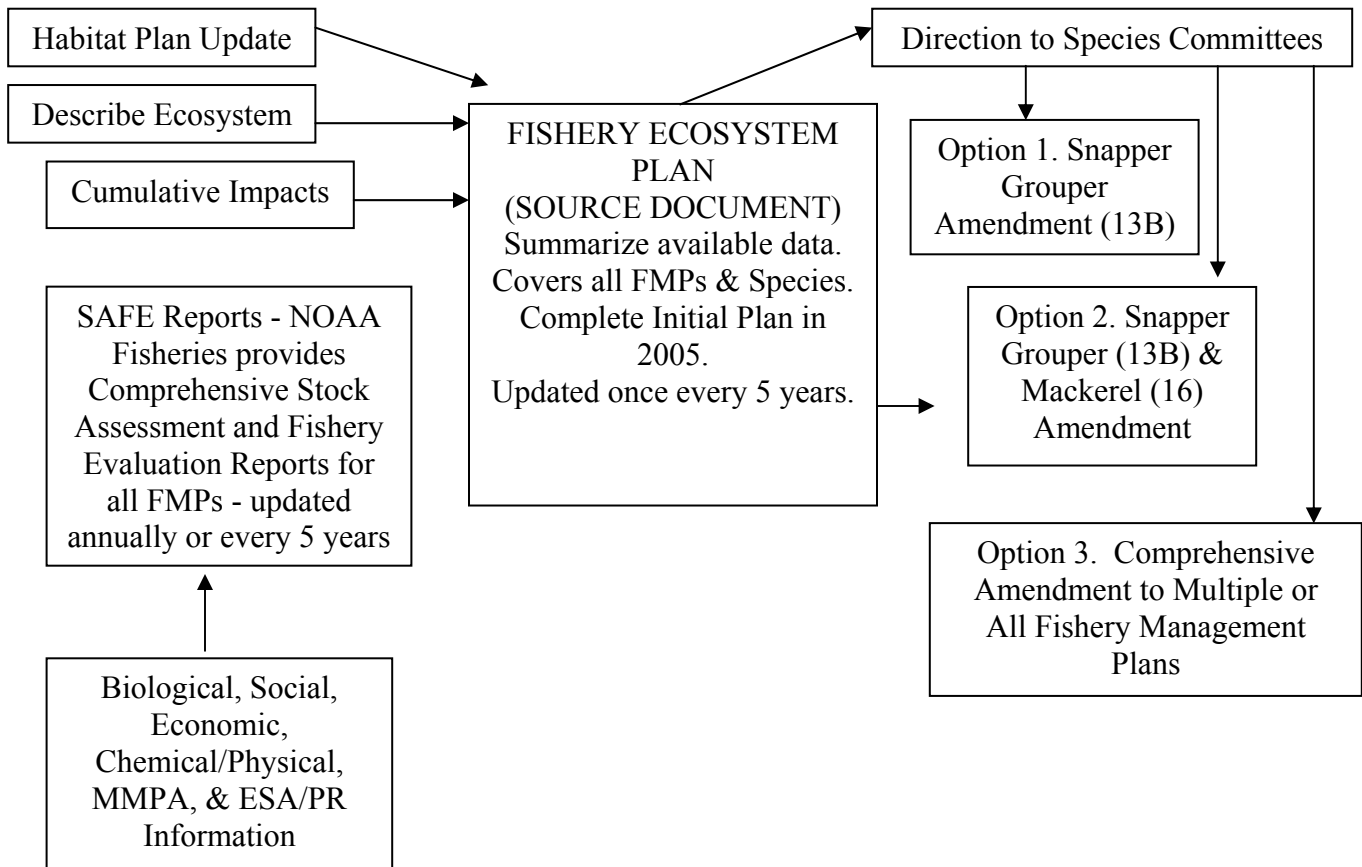 Habitat Plan Update
Describe Ecosystem
Cumulative Impacts
SAFE Reports - NOAA
Fisheries provides
Comprehensive Stock
Assessment and Fishery
Evaluation Reports for
all FMPs - updated
annually or every 5 years
Biological, Social,
Economic,
Chemical/Physical,
MMPA, & ESA/PR
Information
FISHERY ECOSYSTEM
PLAN
(SOURCE DOCUMENT)
Summarize available data.
Covers all FMPs & Species.
Complete Initial Plan in
2005.
Updated once every 5 years.
Direction to Species Committees
Option 1. Snapper
Grouper
Amendment (13B)
Option 2. Snapper
Grouper (13B) &
Mackerel (16)
Amendment
Option 3.  Comprehensive
Amendment to Multiple or
All Fishery Management
Plans